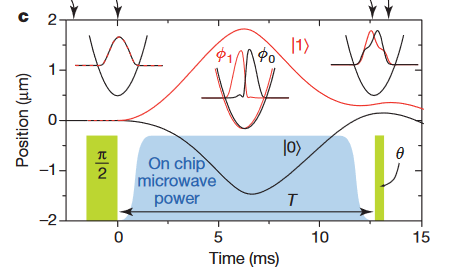 c
2
1
0
−1
−2
Position (μm)
ϕ1
ϕ0
|1⟩
|0⟩
π
2
On chip
microwave
power
T
θ
0
5
10
15
Time (ms)